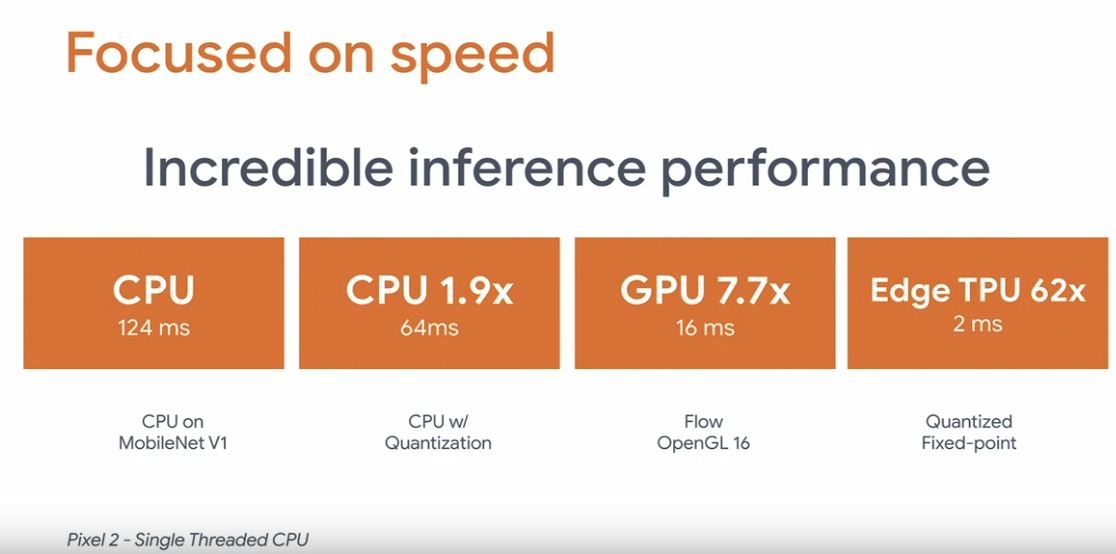 Focused on speed
Incredible inference performance
CPU
124 ms
CPU 1.9x
64ms
GPU 7.7x
16 ms
Edge TPU 62x
2 ms
CPU on
MobileNet V1
CPU w/
Quantization
Flow
OpenGL 16
Quantized
Fixed-point
Pixel 2 - Single Threaded CPU